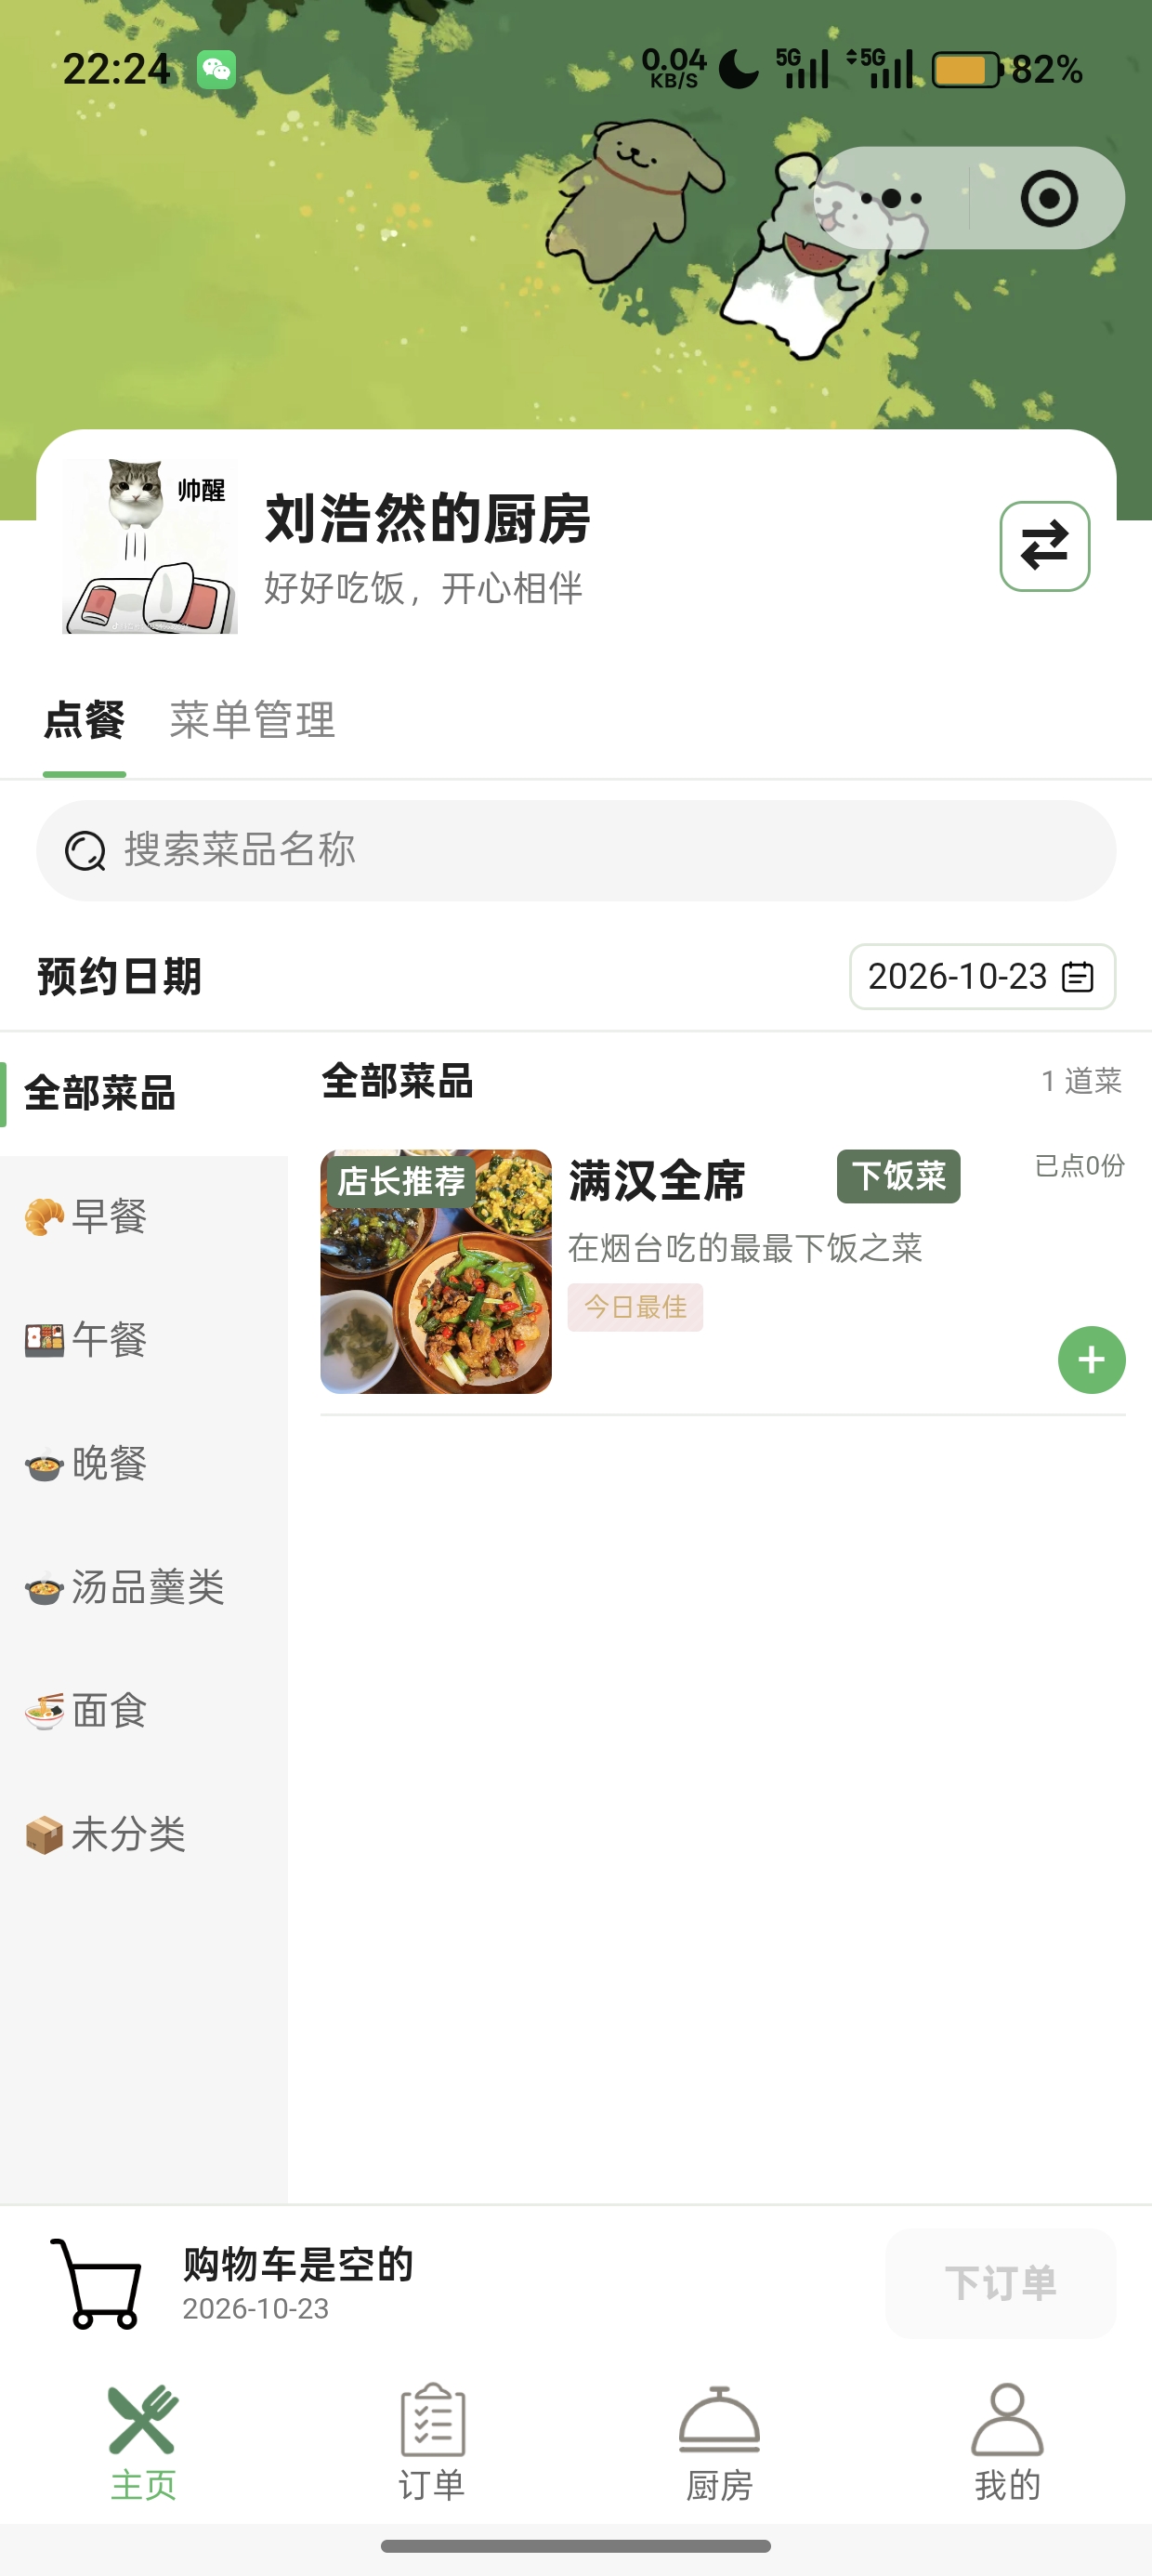 22:24
0.04 KB/S 5G 5G 82%
帅醒
刘浩然的厨房
好好吃饭，开心相伴
点餐 菜单管理
搜索菜品名称
预约日期 2026-10-23
全部菜品
早餐
午餐
晚餐
汤品羹类
面食
未分类
全部菜品 1 道菜
店长推荐
满汉全席 下饭菜 已点0份
在烟台吃的最最下饭之菜
今日最佳
购物车是空的
2026-10-23
下订单
主页 订单 厨房 我的